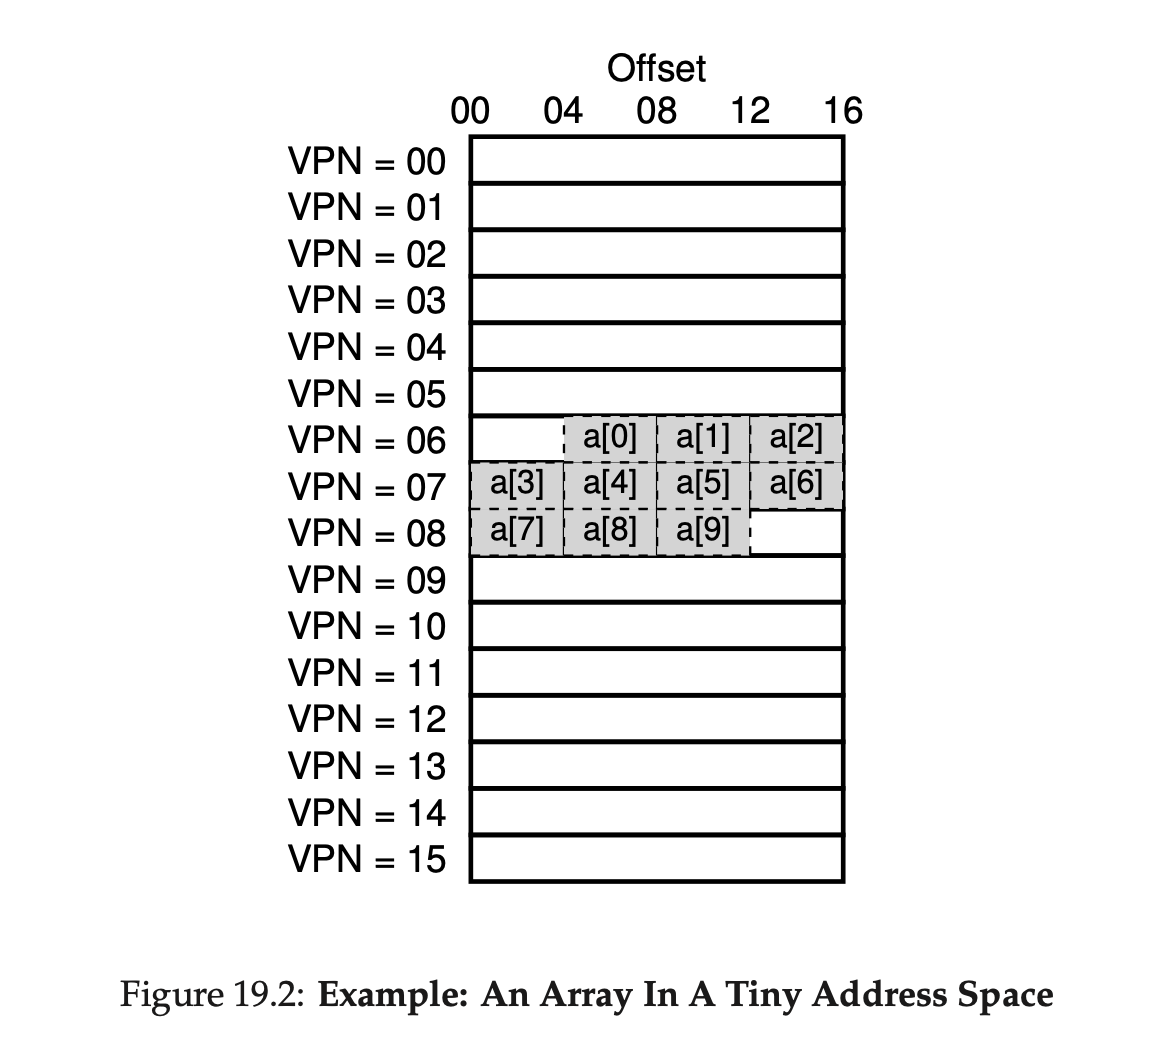 Offset
00 04 08 12 16
VPN = 00
VPN = 01
VPN = 02
VPN = 03
VPN = 04
VPN = 05
VPN = 06 a[0] a[1] a[2]
VPN = 07 a[3] a[4] a[5] a[6]
VPN = 08 a[7] a[8] a[9]
VPN = 09
VPN = 10
VPN = 11
VPN = 12
VPN = 13
VPN = 14
VPN = 15
Figure 19.2: Example: An Array In A Tiny Address Space